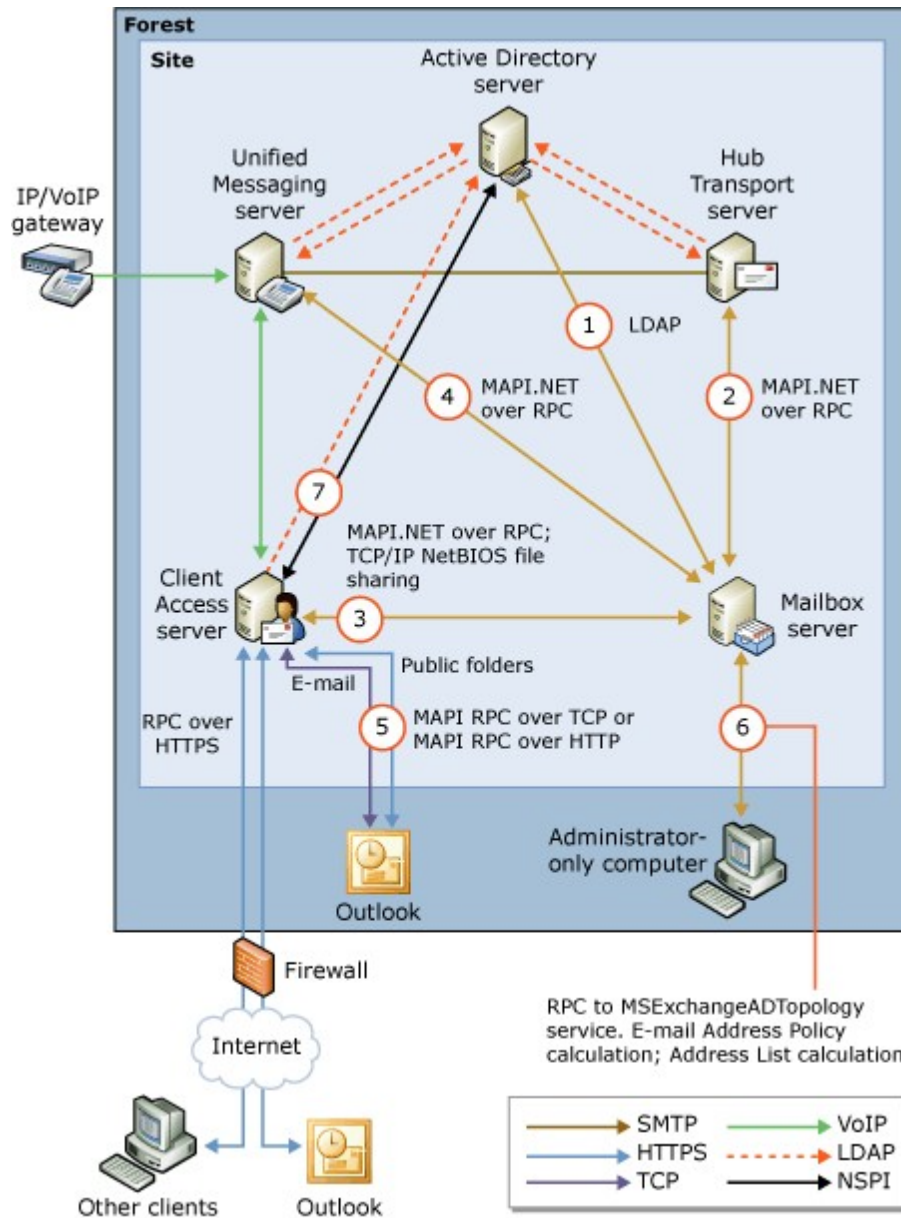 Forest
Site
Active Directory
server
Unified
Messaging
server
Hub
Transport
server
IP/VoIP
gateway
1
LDAP
4
MAPI.NET
over RPC
2
MAPI.NET
over RPC
7
MAPI.NET over RPC;
TCP/IP NetBIOS file
sharing
Client
Access
server
3
Mailbox
server
Public folders
E-mail
RPC over
HTTPS
5
MAPI RPC over TCP or
MAPI RPC over HTTP
6
Administrator-
only computer
Outlook
Firewall
Internet
RPC to MSExchangeADTopology
service. E-mail Address Policy
calculation; Address List calculation
Other clients
Outlook
SMTP
VoIP
HTTPS
LDAP
TCP
NSPI